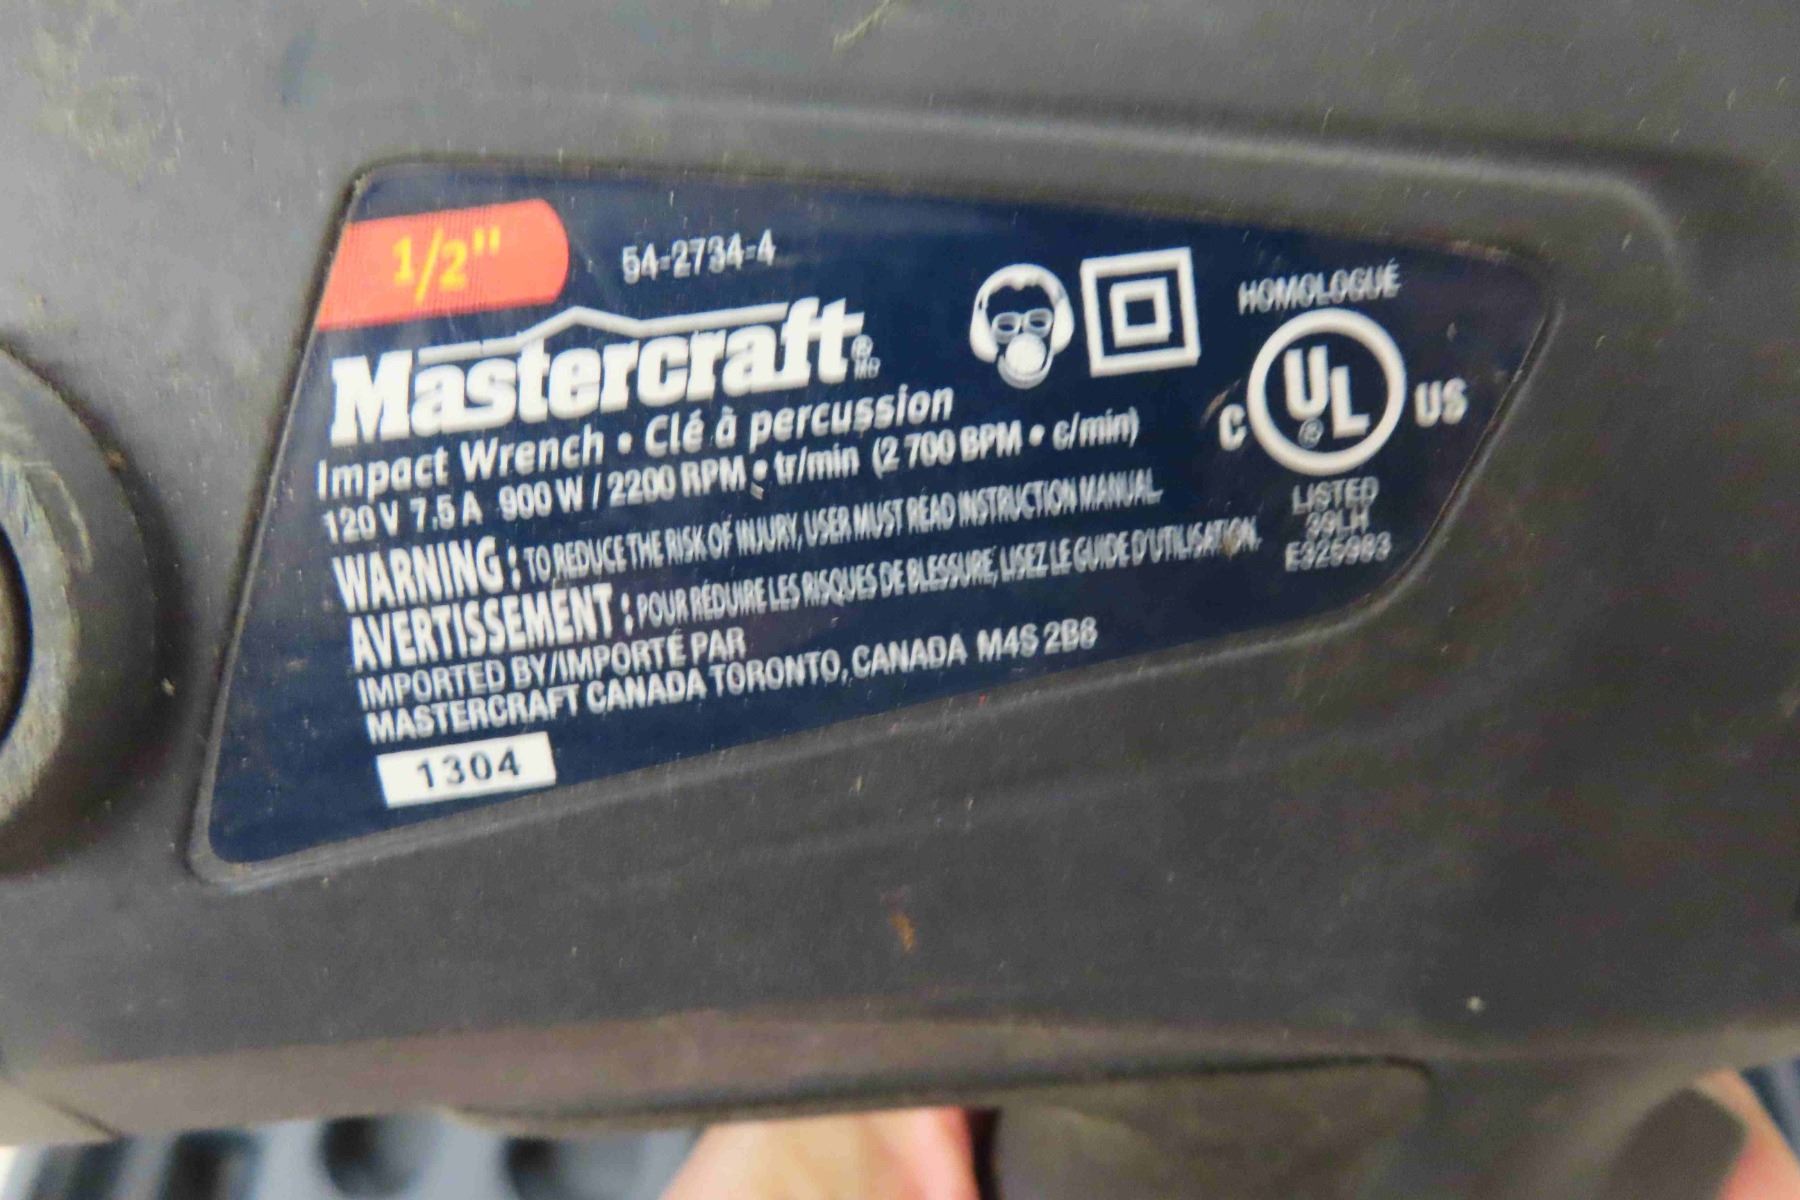 1/2"
54-2734-4
Mastercraft®
MD
Impact Wrench • Clé à percussion
120 V 7.5 A 900 W / 2200 RPM • tr/min (2 700 BPM • c/min)
WARNING : TO REDUCE THE RISK OF INJURY, USER MUST READ INSTRUCTION MANUAL.
AVERTISSEMENT : POUR RÉDUIRE LES RISQUES DE BLESSURE, LISEZ LE GUIDE D'UTILISATION.
IMPORTED BY/IMPORTÉ PAR
MASTERCRAFT CANADA TORONTO, CANADA M4S 2B8
1304
HOMOLOGUÉ
C UL® US
LISTED
39LH